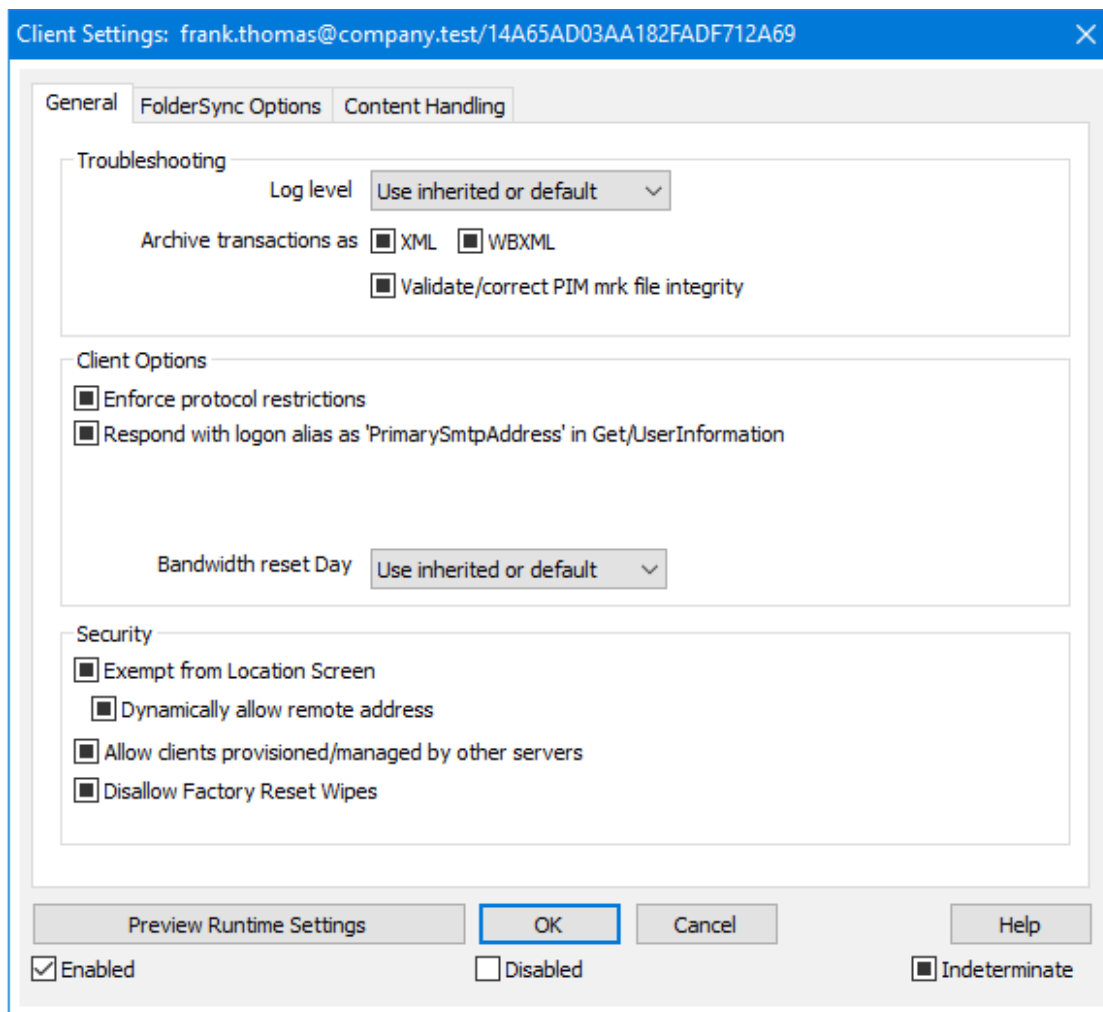 Client Settings: frank.thomas@company.test/14A65AD03AA182FADF712A69
General FolderSync Options Content Handling
Troubleshooting
Log level Use inherited or default
Archive transactions as XML WBXML
Validate/correct PIM mrk file integrity
Client Options
Enforce protocol restrictions
Respond with logon alias as 'PrimarySmtpAddress' in Get/UserInformation
Bandwidth reset Day Use inherited or default
Security
Exempt from Location Screen
Dynamically allow remote address
Allow clients provisioned/managed by other servers
Disallow Factory Reset Wipes
Preview Runtime Settings OK Cancel Help
Enabled Disabled Indeterminate